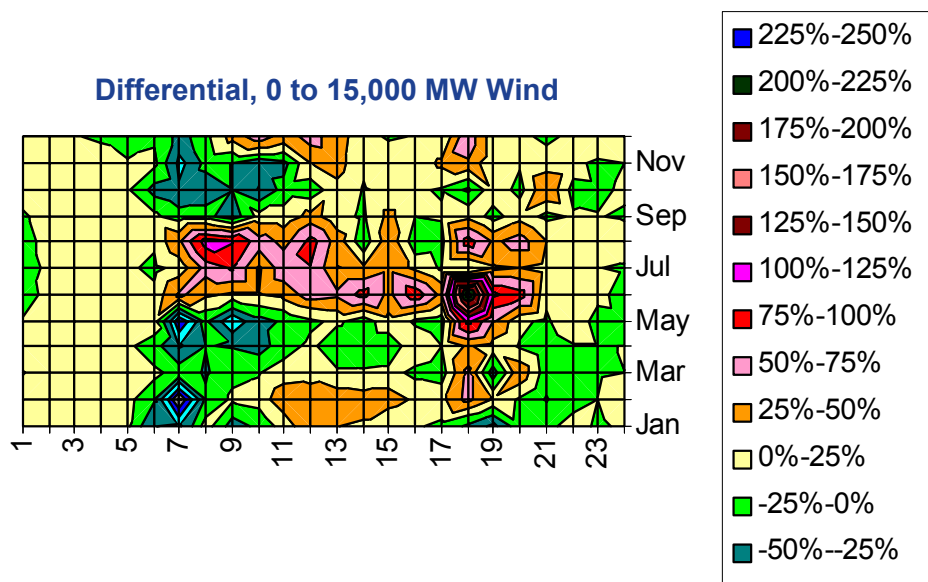 Differential, 0 to 15,000 MW Wind
Nov
Sep
Jul
May
Mar
Jan
1 3 5 7 9 11 13 15 17 19 21 23
225%-250%
200%-225%
175%-200%
150%-175%
125%-150%
100%-125%
75%-100%
50%-75%
25%-50%
0%-25%
-25%-0%
-50%--25%